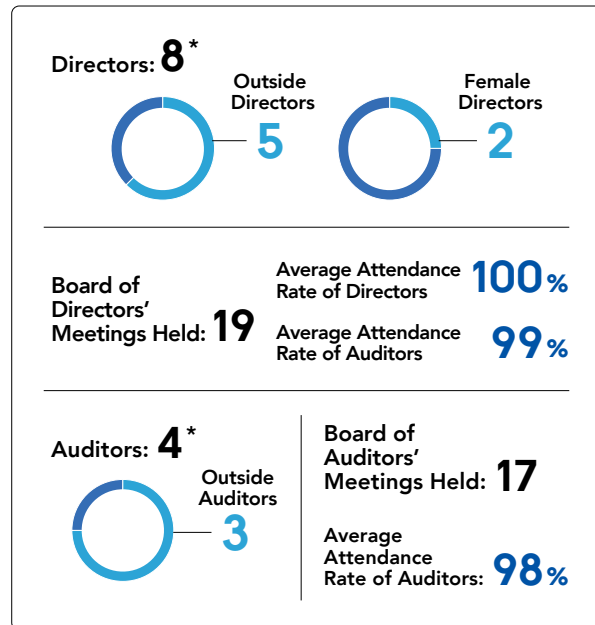 Directors: 8*
Outside
Directors
5
Female
Directors
2
Board of
Directors'
Meetings Held: 19
Average Attendance
Rate of Directors 100%
Average Attendance
Rate of Auditors 99%
Auditors: 4*
Outside
Auditors
3
Board of
Auditors'
Meetings Held: 17
Average
Attendance
Rate of Auditors: 98%